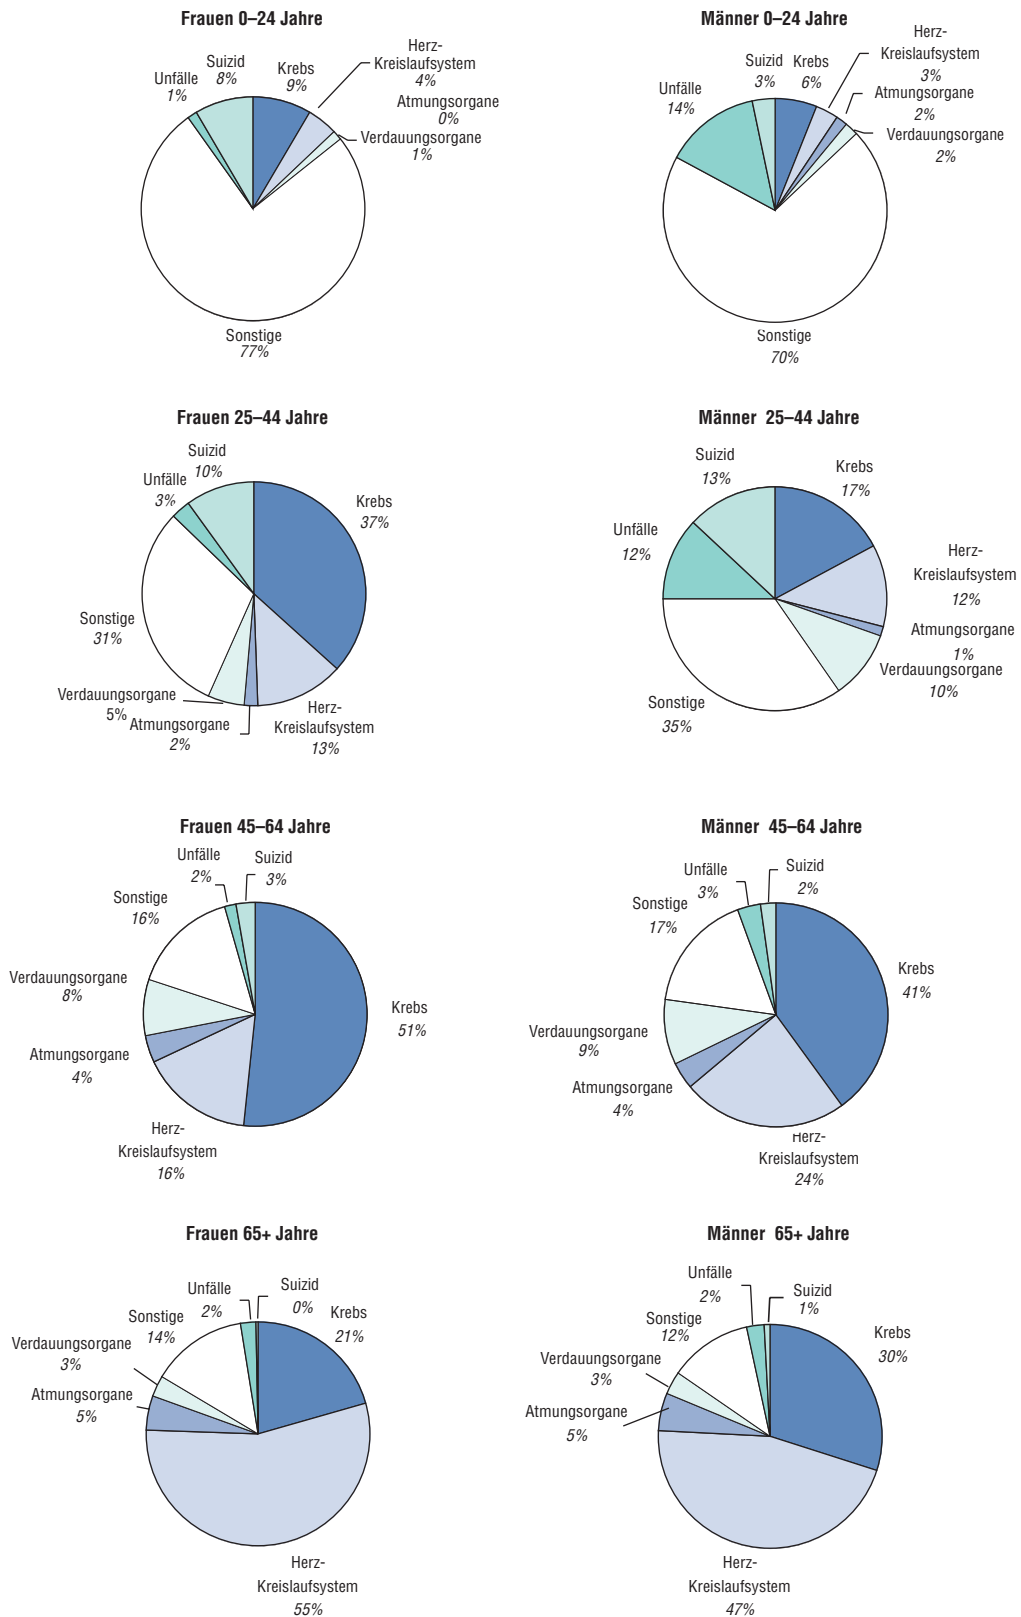 Frauen 0–24 Jahre
Herz-
Kreislaufsystem
4%
Suizid
8%
Krebs
9%
Unfälle
1%
Atmungsorgane
0%
Verdauungsorgane
1%
Sonstige
77%
Männer 0–24 Jahre
Herz-
Kreislaufsystem
3%
Suizid
3%
Krebs
6%
Unfälle
14%
Atmungsorgane
2%
Verdauungsorgane
2%
Sonstige
70%
Frauen 25–44 Jahre
Suizid
10%
Unfälle
3%
Krebs
37%
Sonstige
31%
Verdauungsorgane
5%
Atmungsorgane
2%
Herz-
Kreislaufsystem
13%
Männer 25–44 Jahre
Suizid
13%
Krebs
17%
Unfälle
12%
Herz-
Kreislaufsystem
12%
Atmungsorgane
1%
Verdauungsorgane
10%
Sonstige
35%
Frauen 45–64 Jahre
Unfälle
2%
Suizid
3%
Sonstige
16%
Verdauungsorgane
8%
Krebs
51%
Atmungsorgane
4%
Herz-
Kreislaufsystem
16%
Männer 45–64 Jahre
Unfälle
3%
Suizid
2%
Sonstige
17%
Krebs
41%
Verdauungsorgane
9%
Atmungsorgane
4%
Herz-
Kreislaufsystem
24%
Frauen 65+ Jahre
Unfälle
2%
Suizid
0%
Krebs
21%
Sonstige
14%
Verdauungsorgane
3%
Atmungsorgane
5%
Herz-
Kreislaufsystem
55%
Männer 65+ Jahre
Unfälle
2%
Suizid
1%
Sonstige
12%
Krebs
30%
Verdauungsorgane
3%
Atmungsorgane
5%
Herz-
Kreislaufsystem
47%